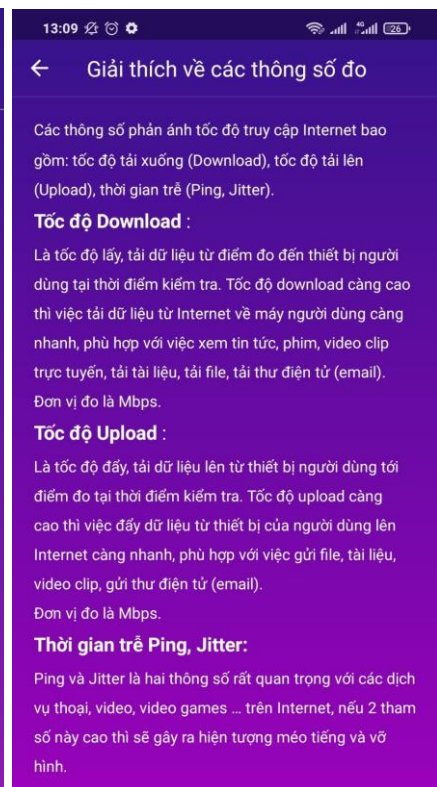 13:09
4G
26
Giải thích về các thông số đo
Các thông số phản ánh tốc độ truy cập Internet bao
gồm: tốc độ tải xuống (Download), tốc độ tải lên
(Upload), thời gian trễ (Ping, Jitter).
Tốc độ Download :
Là tốc độ lấy, tải dữ liệu từ điểm đo đến thiết bị người
dùng tại thời điểm kiểm tra. Tốc độ download càng cao
thì việc tải dữ liệu từ Internet về máy người dùng càng
nhanh, phù hợp với việc xem tin tức, phim, video clip
trực tuyến, tải tài liệu, tải file, tải thư điện tử (email).
Đơn vị đo là Mbps.
Tốc độ Upload :
Là tốc độ đẩy, tải dữ liệu lên từ thiết bị người dùng tới
điểm đo tại thời điểm kiểm tra. Tốc độ upload càng
cao thì việc đẩy dữ liệu từ thiết bị của người dùng lên
Internet càng nhanh, phù hợp với việc gửi file, tài liệu,
video clip, gửi thư điện tử (email).
Đơn vị đo là Mbps.
Thời gian trễ Ping, Jitter:
Ping và Jitter là hai thông số rất quan trọng với các dịch
vụ thoại, video, video games ... trên Internet, nếu 2 tham
số này cao thì sẽ gây ra hiện tượng méo tiếng và vỡ
hình.